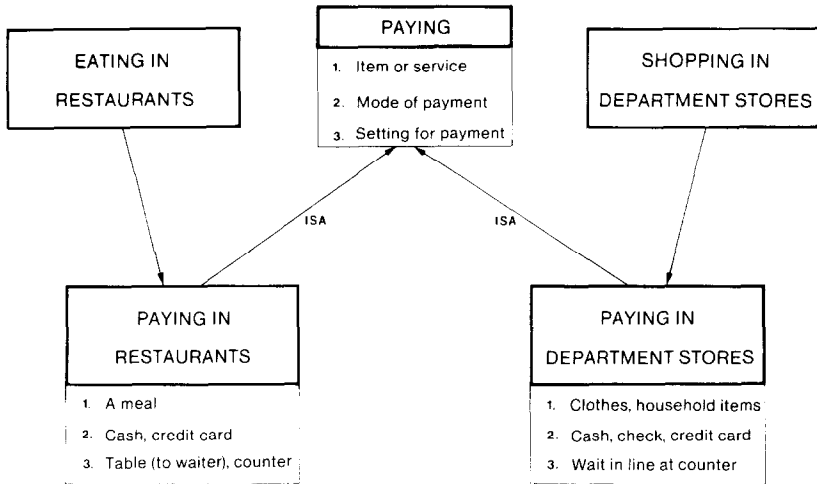 PAYING
1. Item or service
2. Mode of payment
3. Setting for payment
EATING IN
RESTAURANTS
SHOPPING IN
DEPARTMENT STORES
ISA
ISA
PAYING IN
RESTAURANTS
1. A meal
2. Cash, credit card
3. Table (to waiter), counter
PAYING IN
DEPARTMENT STORES
1. Clothes, household items
2. Cash, check, credit card
3. Wait in line at counter